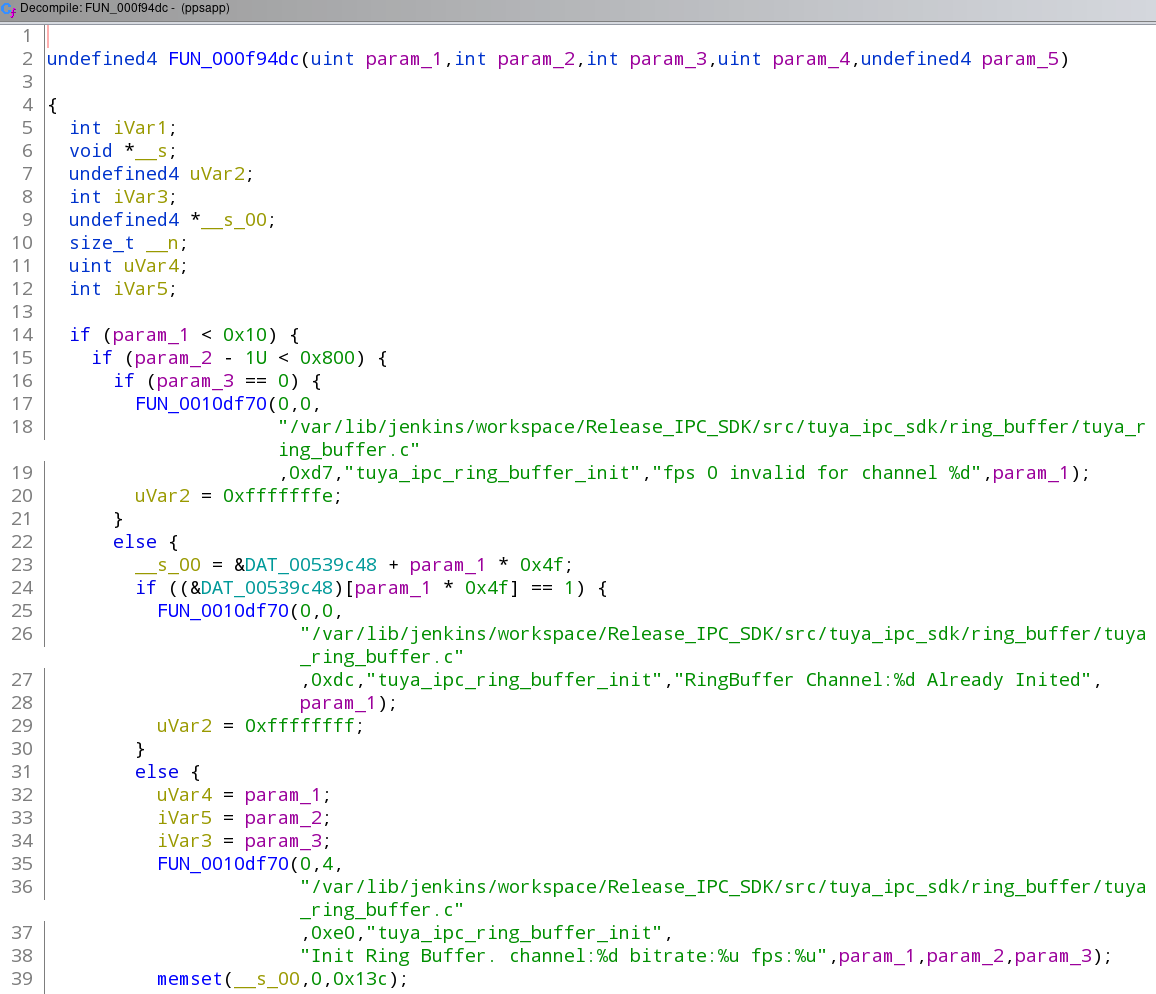 Decompile: FUN_000f94dc - (ppsapp)
1
2 undefined4 FUN_000f94dc(uint param_1,int param_2,int param_3,uint param_4,undefined4 param_5)
3
4 {
5   int iVar1;
6   void *__s;
7   undefined4 uVar2;
8   int iVar3;
9   undefined4 *__s_00;
10   size_t __n;
11   uint uVar4;
12   int iVar5;
13
14   if (param_1 < 0x10) {
15     if (param_2 - 1U < 0x800) {
16       if (param_3 == 0) {
17         FUN_0010df70(0,0,
18                      "/var/lib/jenkins/workspace/Release_IPC_SDK/src/tuya_ipc_sdk/ring_buffer/tuya_r
ing_buffer.c"
19                      ,0xd7,"tuya_ipc_ring_buffer_init","fps 0 invalid for channel %d",param_1);
20         uVar2 = 0xfffffffe;
21       }
22       else {
23         __s_00 = &DAT_00539c48 + param_1 * 0x4f;
24         if ((&DAT_00539c48)[param_1 * 0x4f] == 1) {
25           FUN_0010df70(0,0,
26                        "/var/lib/jenkins/workspace/Release_IPC_SDK/src/tuya_ipc_sdk/ring_buffer/tuya
_ring_buffer.c"
27                        ,0xdc,"tuya_ipc_ring_buffer_init","RingBuffer Channel:%d Already Inited",
28                        param_1);
29           uVar2 = 0xffffffff;
30         }
31         else {
32           uVar4 = param_1;
33           iVar5 = param_2;
34           iVar3 = param_3;
35           FUN_0010df70(0,4,
36                        "/var/lib/jenkins/workspace/Release_IPC_SDK/src/tuya_ipc_sdk/ring_buffer/tuya
_ring_buffer.c"
37                        ,0xe0,"tuya_ipc_ring_buffer_init",
38                        "Init Ring Buffer. channel:%d bitrate:%u fps:%u",param_1,param_2,param_3);
39           memset(__s_00,0,0x13c);